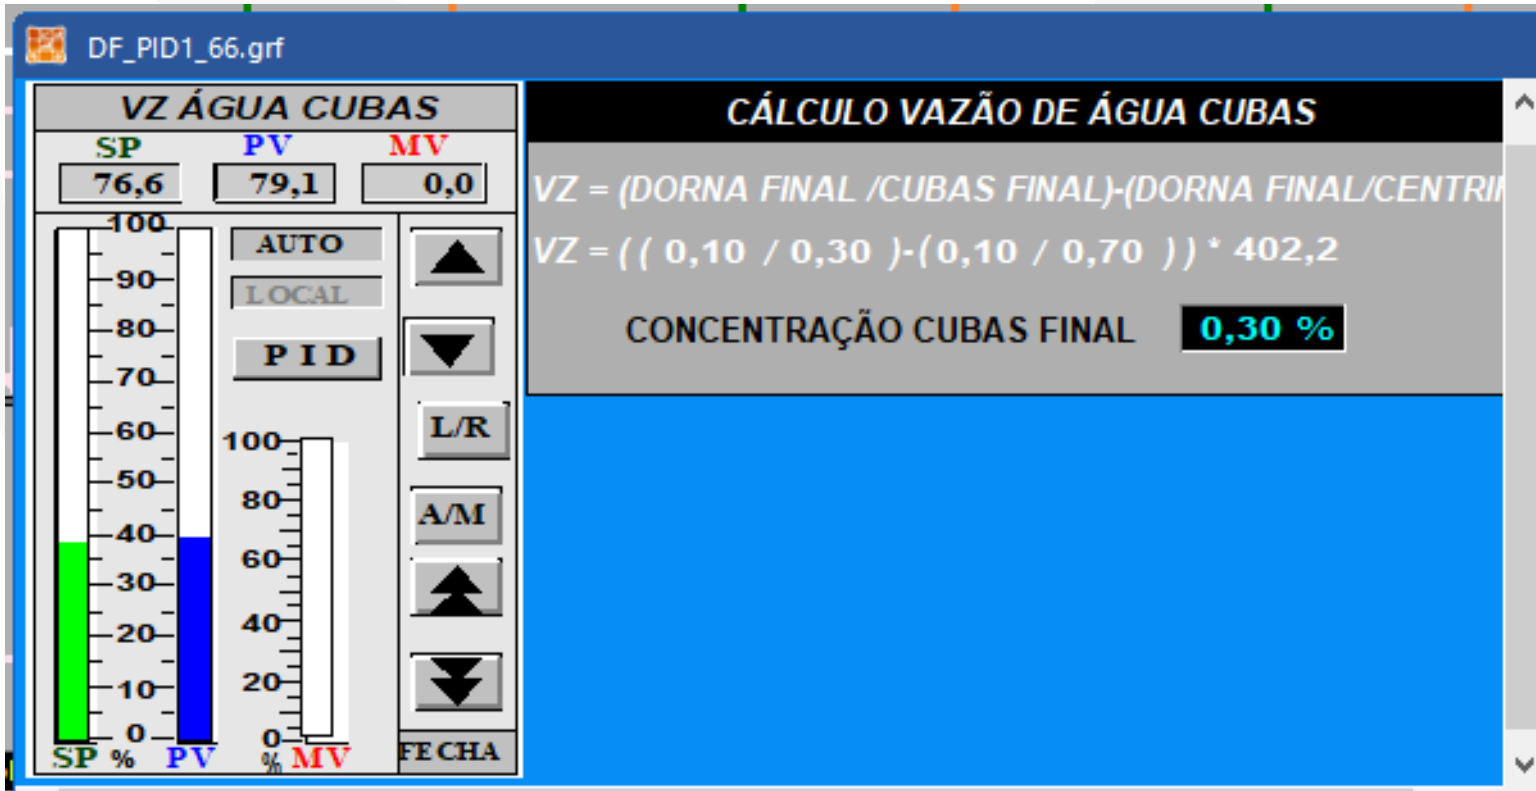 DF_PID1_66.grf
VZ ÁGUA CUBAS
SP PV MV
76,6 79,1 0,0
CÁLCULO VAZÃO DE ÁGUA CUBAS
VZ = (DORNA FINAL /CUBAS FINAL)-(DORNA FINAL/CENTRI
VZ = ( ( 0,10 / 0,30 )-( 0,10 / 0,70 ) ) * 402,2
CONCENTRAÇÃO CUBAS FINAL 0,30 %
100
90
80
70
60
50
40
30
20
10
0
SP % PV
AUTO
LOCAL
PID
100
80
60
40
20
0
% MV
L/R
A/M
FECHA